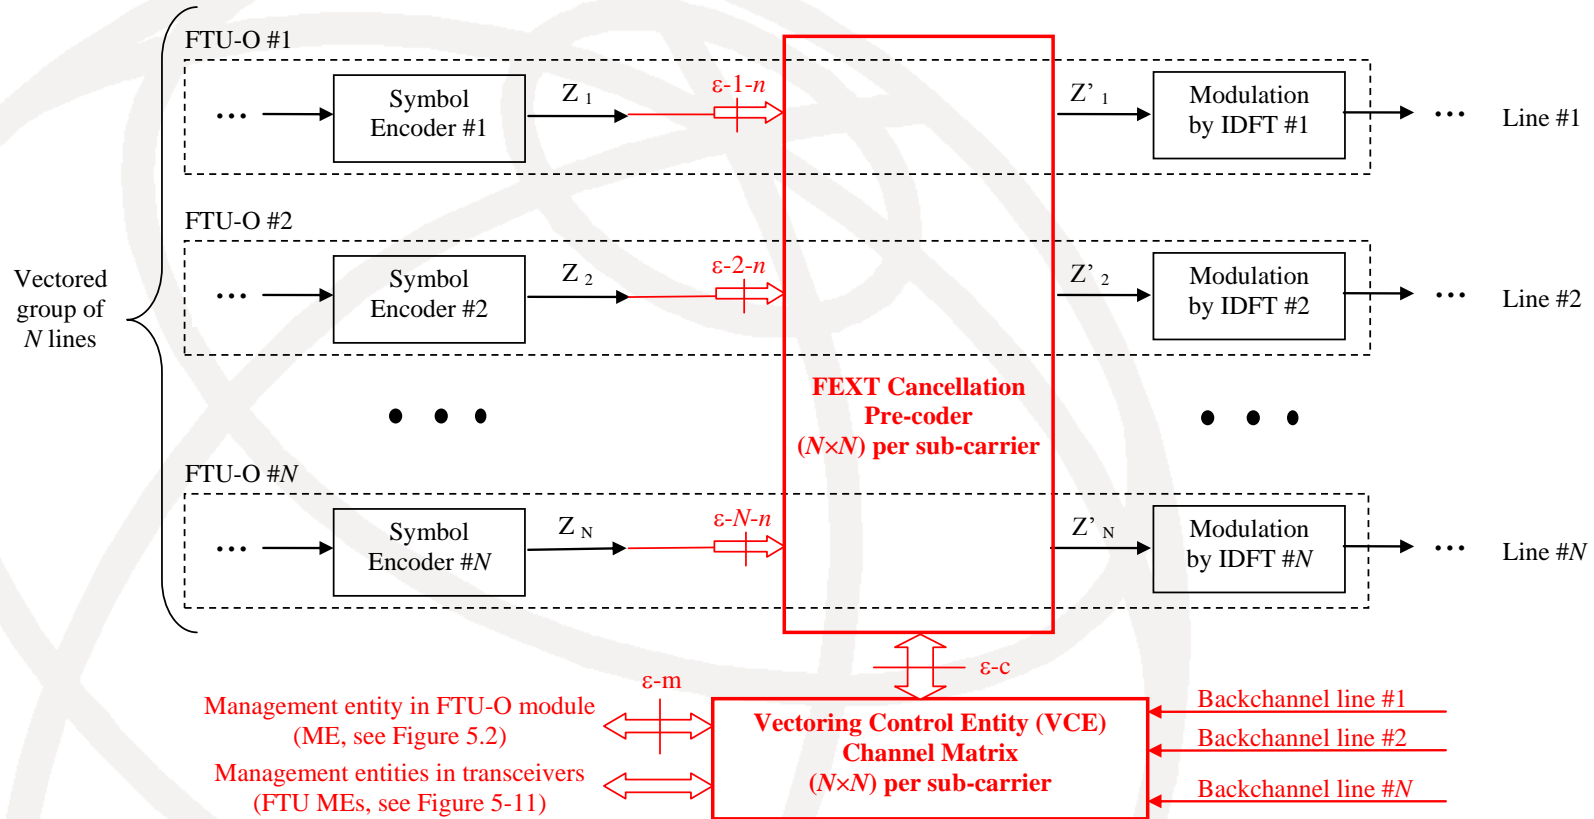 FTU-O #1
... Symbol Encoder #1
Z 1
ε-1-n
Z' 1
Modulation by IDFT #1
...
Line #1
FTU-O #2
... Symbol Encoder #2
Z 2
ε-2-n
Z' 2
Modulation by IDFT #2
...
Line #2
Vectored
group of
N lines
FEXT Cancellation
Pre-coder
(N×N) per sub-carrier
FTU-O #N
... Symbol Encoder #N
Z N
ε-N-n
Z' N
Modulation by IDFT #N
...
Line #N
ε-c
ε-m
Management entity in FTU-O module
(ME, see Figure 5.2)
Management entities in transceivers
(FTU MEs, see Figure 5-11)
Vectoring Control Entity (VCE)
Channel Matrix
(N×N) per sub-carrier
Backchannel line #1
Backchannel line #2
Backchannel line #N